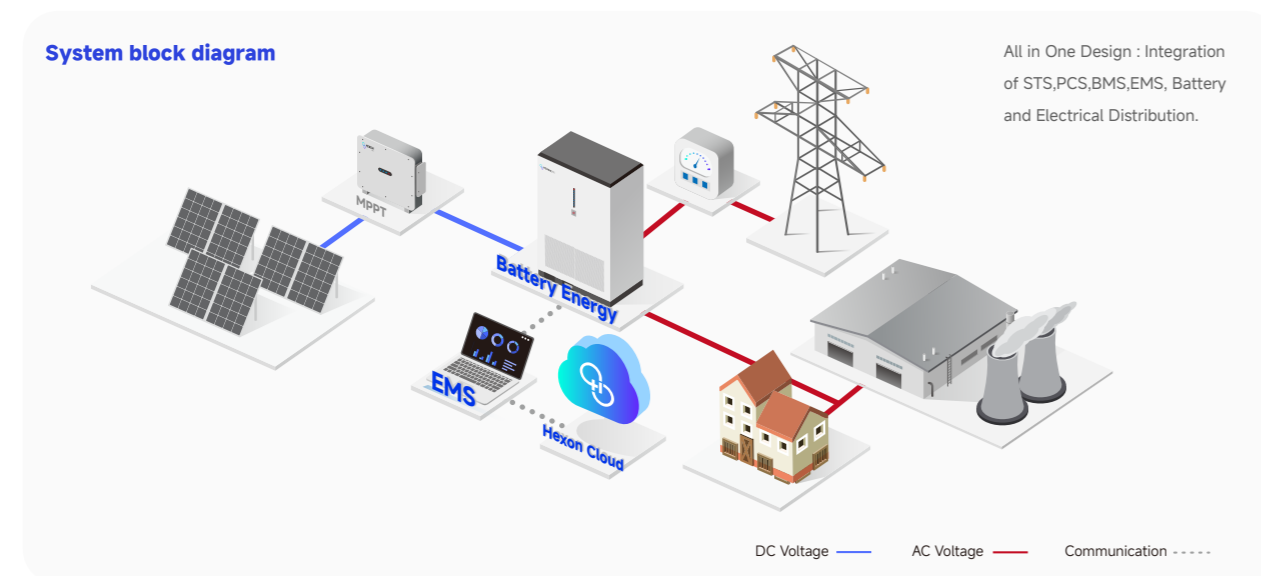 System block diagram
All in One Design : Integration
of STS,PCS,BMS,EMS, Battery
and Electrical Distribution.
MPPT
Battery Energy
EMS
Hexon Cloud
DC Voltage
AC Voltage
Communication